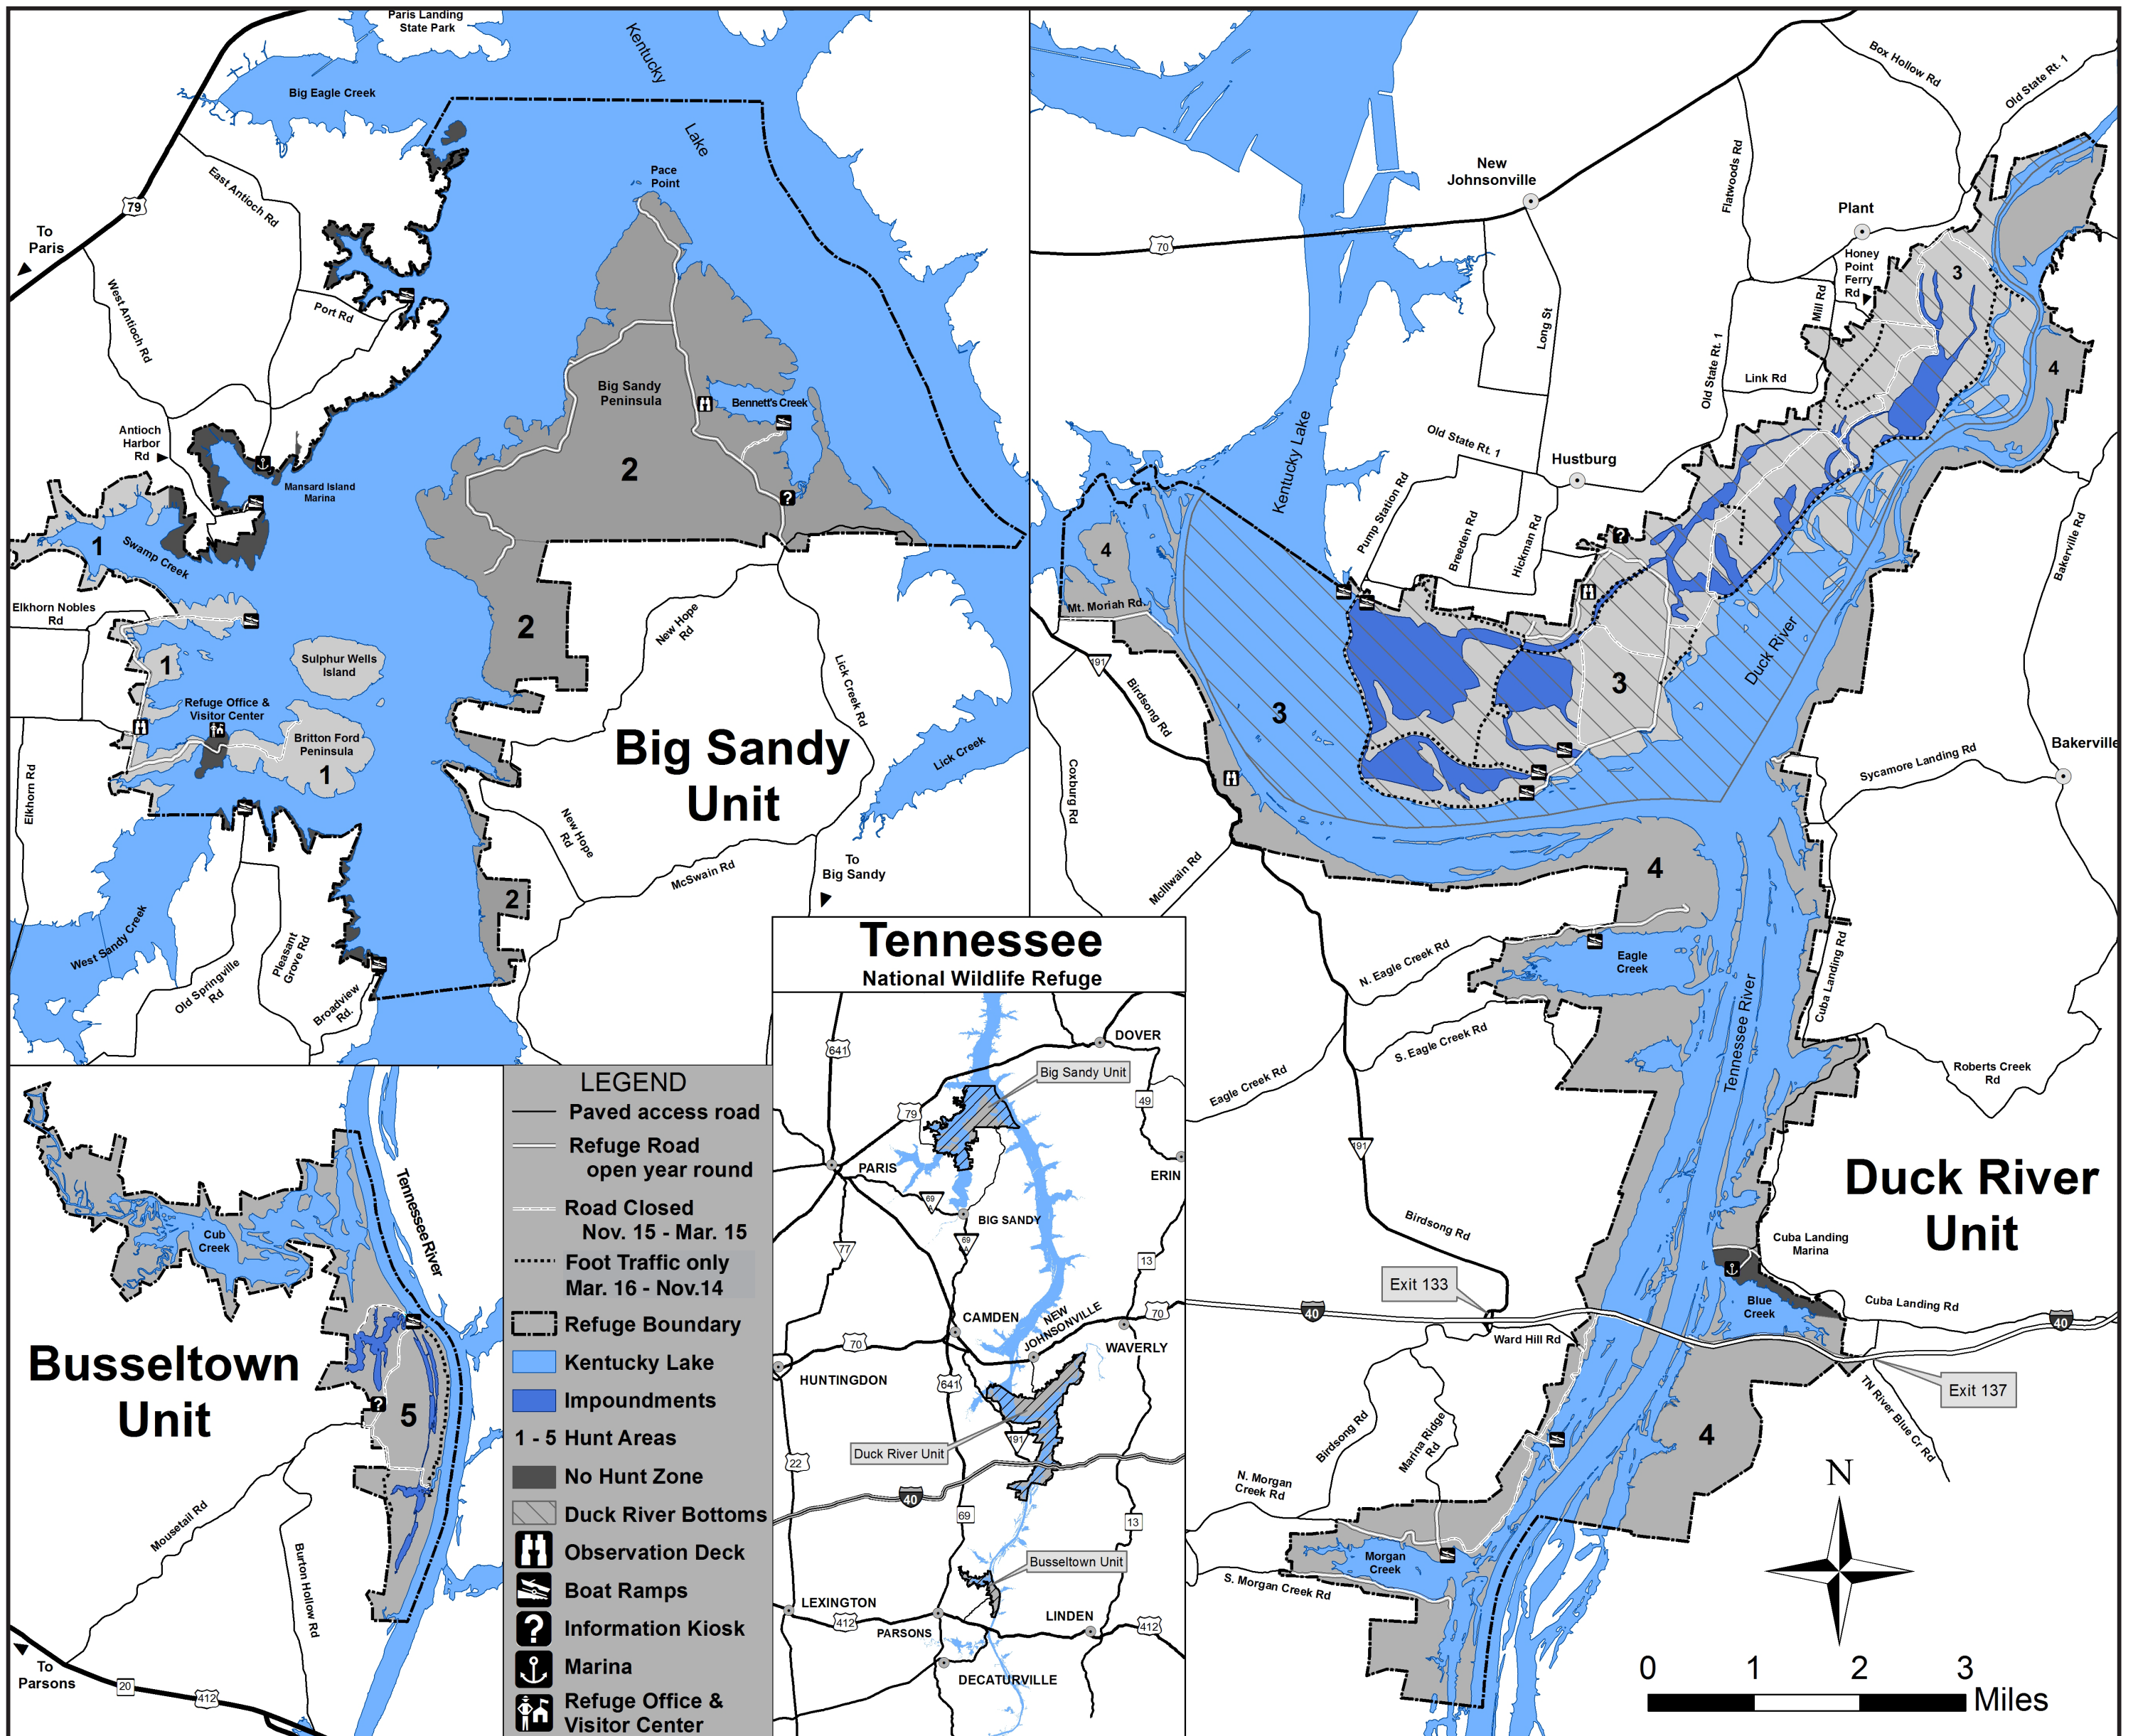 Paris Landing
State Park
Big Eagle Creek
Kentucky
Lake
Pace
Point
79
To
Paris
East Antioch Rd
West Antioch Rd
Port Rd
Antioch
Harbor
Rd
Mansard Island
Marina
Big Sandy
Peninsula
Bennett's Creek
2
1
Swamp Creek
Elkhorn Nobles
Rd
1
Sulphur Wells
Island
Refuge Office &
Visitor Center
Britton Ford
Peninsula
1
2
New Hope
Rd
Lick Creek Rd
Lick Creek
Big Sandy
Unit
Elkhorn Rd
New Hope
Rd
McSwain Rd
To
Big Sandy
2
West Sandy Creek
Old Springville
Rd
Pleasant
Grove Rd
Broadview
Rd.
Box Hollow Rd
Old State Rt. 1
New
Johnsonville
70
Flatwoods Rd
Plant
Honey
Point
Ferry
Rd
Mill Rd
3
4
Long St
Old State Rt. 1
Link Rd
Kentucky Lake
Old State Rt. 1
Hustburg
Pump Station Rd
Breeden Rd
Hickman Rd
Bakerville Rd
4
Mt. Moriah Rd.
191
Birdsong Rd
3
3
Duck River
Coxburg Rd
Sycamore Landing Rd
Bakerville
McIllwain Rd
4
N. Eagle Creek Rd
Eagle
Creek
Cuba Landing Rd
S. Eagle Creek Rd
Eagle Creek Rd
Tennessee River
Roberts Creek
Rd
191
Duck River
Unit
Birdsong Rd
Cuba Landing
Marina
Exit 133
40
Blue
Creek
Cuba Landing Rd
40
Ward Hill Rd
Exit 137
TN River Blue Cr Rd
Birdsong Rd
Marina Ridge
Rd
4
N. Morgan
Creek Rd
Morgan
Creek
S. Morgan Creek Rd
N
0 1 2 3
Miles
Tennessee River
Cub
Creek
Busseltown
Unit
5
Mousetail Rd
Burton Hollow Rd
To
Parsons
20
412
LEGEND
Paved access road
Refuge Road
open year round
Road Closed
Nov. 15 - Mar. 15
Foot Traffic only
Mar. 16 - Nov.14
Refuge Boundary
Kentucky Lake
Impoundments
1 - 5 Hunt Areas
No Hunt Zone
Duck River Bottoms
Observation Deck
Boat Ramps
? Information Kiosk
Marina
Refuge Office &
Visitor Center
Tennessee
National Wildlife Refuge
641
DOVER
Big Sandy Unit
79
49
PARIS
ERIN
69
A
BIG SANDY
77
69
A
13
CAMDEN
NEW
JOHNSONVILLE
70
70
WAVERLY
HUNTINGDON
641
191
Duck River Unit
22
40
69
13
Busseltown Unit
LEXINGTON
412
PARSONS
LINDEN
412
DECATURVILLE